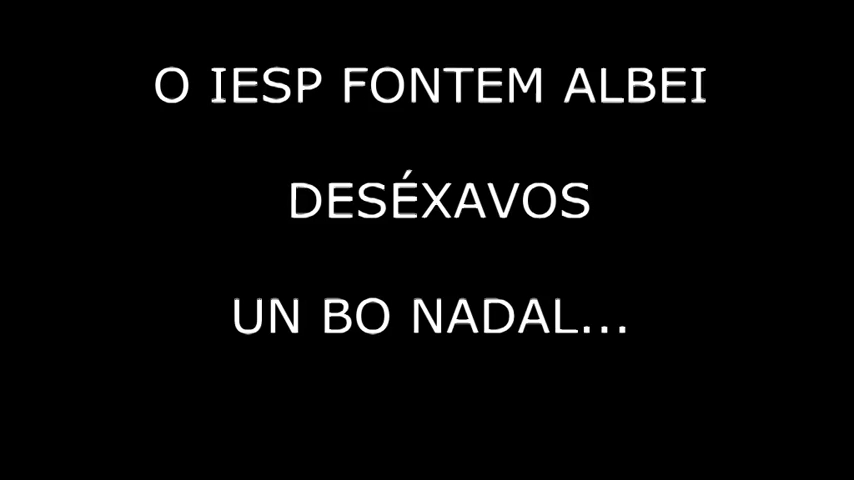 O IESP FONTEM ALBEI
DESÉXAVOS
UN BO NADAL...